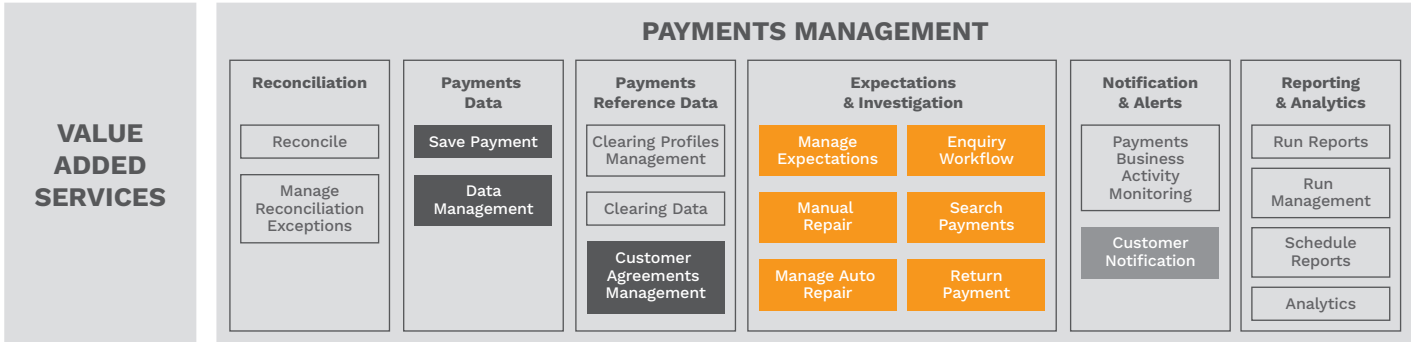 VALUE
ADDED
SERVICES
PAYMENTS MANAGEMENT
Reconciliation
Reconcile
Manage
Reconciliation
Exceptions
Payments
Data
Save Payment
Data
Management
Payments
Reference Data
Clearing Profiles
Management
Clearing Data
Customer
Agreements
Management
Expectations
& Investigation
Manage
Expectations
Enquiry
Workflow
Manual
Repair
Search
Payments
Manage Auto
Repair
Return
Payment
Notification
& Alerts
Payments
Business
Activity
Monitoring
Customer
Notification
Reporting
& Analytics
Run Reports
Run
Management
Schedule
Reports
Analytics